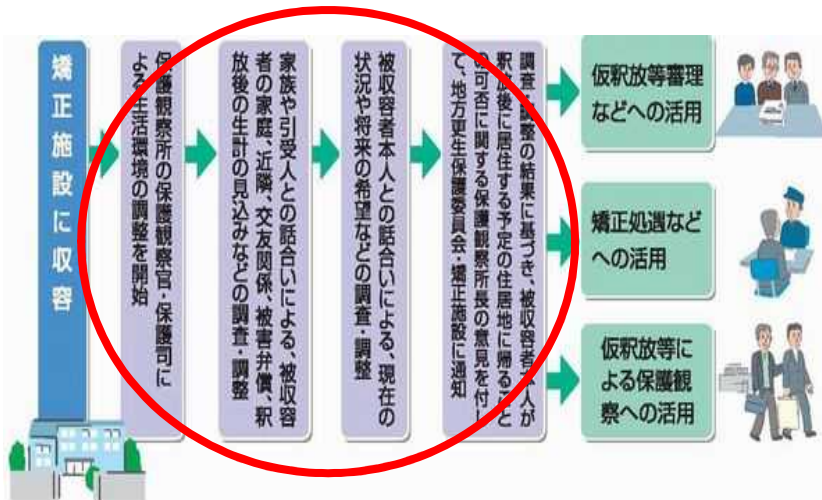 矯正施設に収容
保護観察所の保護観察官・保護司に
よる生活環境の調整を開始
家族や引受人との話合いによる、被収容
者の家庭、近隣、交友関係、被害弁償、釈
放後の生計の見込みなどの調査・調整
被収容者本人との話合いによる、現在の
状況や将来の希望などの調査・調整
調査・調整の結果に基づき、被収容者本人が
釈放後に居住する予定の住居地に帰ること
の可否に関する保護観察所長の意見を付し
て、地方更生保護委員会・矯正施設に通知
仮釈放等審理
などへの活用
矯正処遇など
への活用
仮釈放等に
よる保護観
察への活用